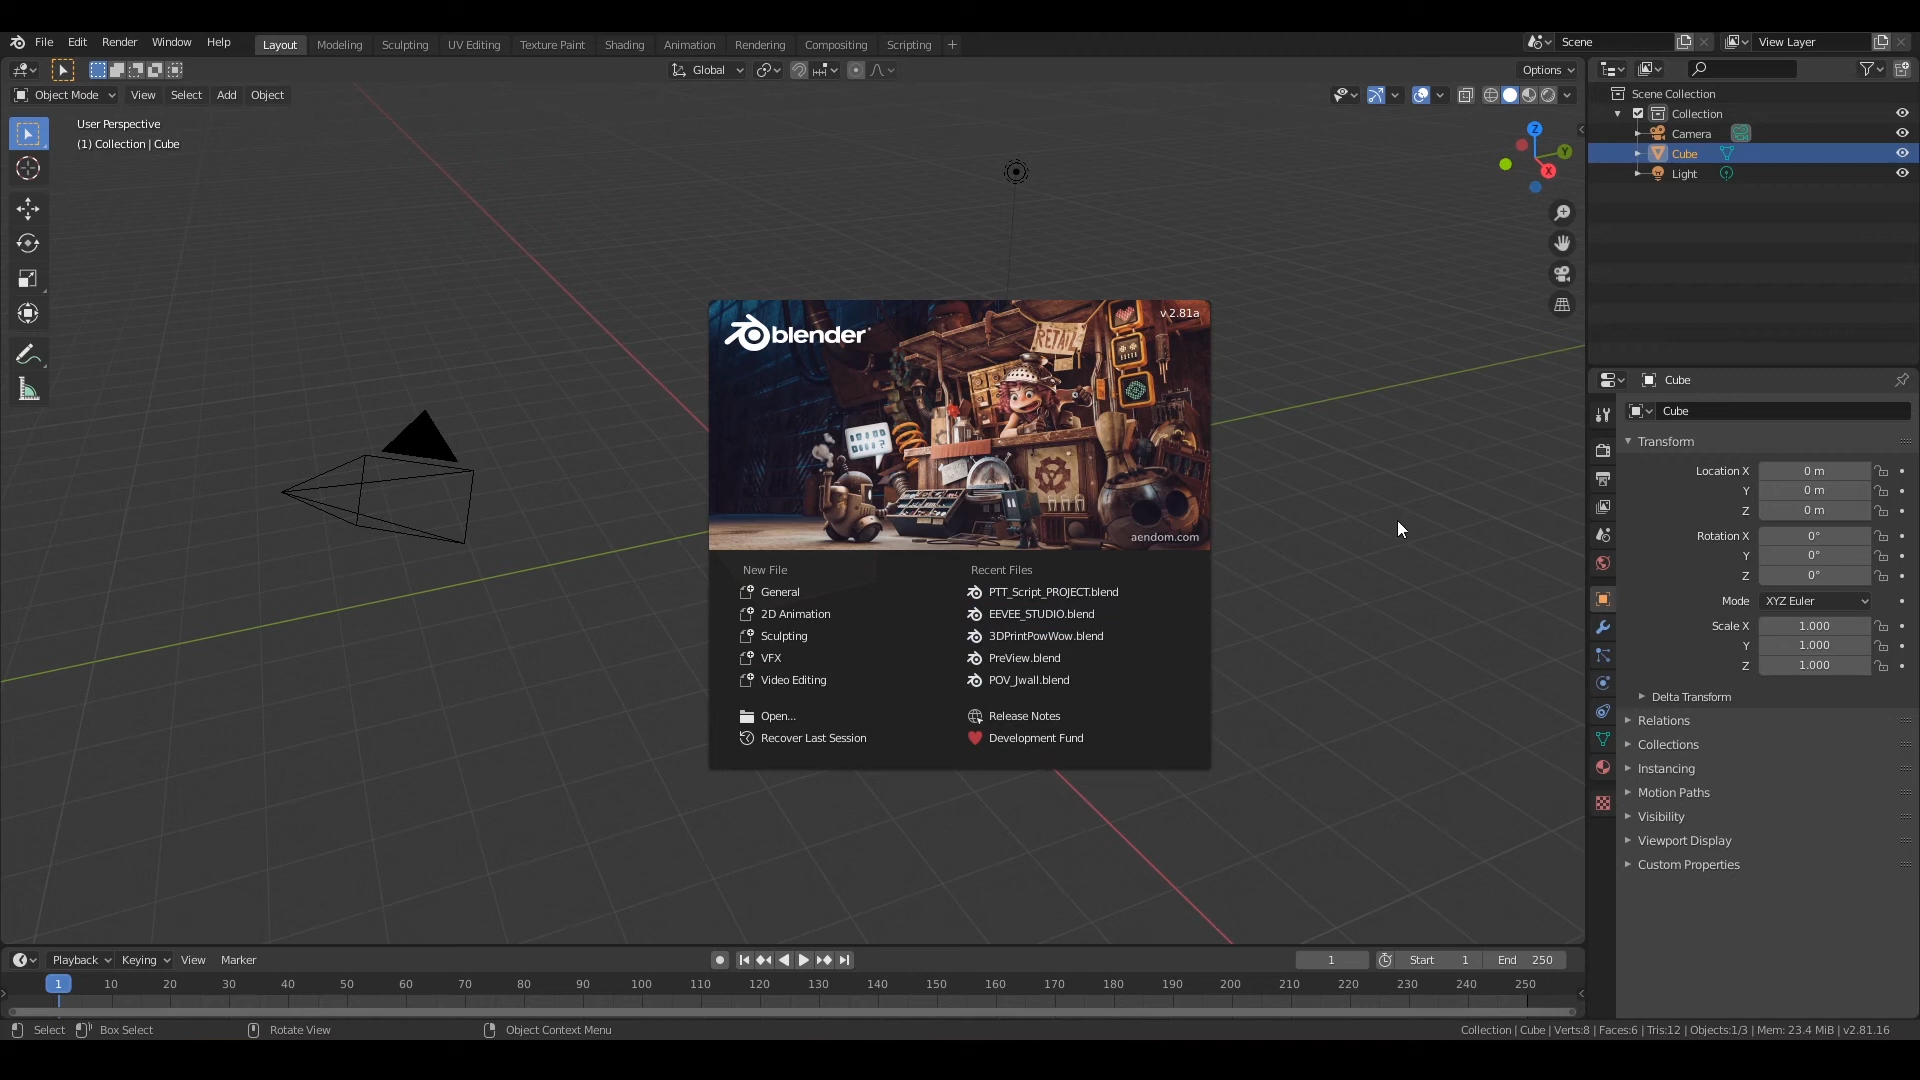 File Edit Render Window Help Layout Modeling Sculpting UV Editing Texture Paint Shading Animation Rendering Compositing Scripting + Scene View Layer
Global Options
Object Mode View Select Add Object
User Perspective
(1) Collection | Cube
Z
Y
X
Scene Collection
Collection
Camera
Cube
Light
blender
v 2.81a
RETAIL
aendom.com
New File
General
2D Animation
Sculpting
VFX
Video Editing
Open...
Recover Last Session
Recent Files
PTT_Script_PROJECT.blend
EEVEE_STUDIO.blend
3DPrintPowWow.blend
PreView.blend
POV_Jwall.blend
Release Notes
Development Fund
Cube
Cube
Transform
Location X 0 m
Y 0 m
Z 0 m
Rotation X 0°
Y 0°
Z 0°
Mode XYZ Euler
Scale X 1.000
Y 1.000
Z 1.000
Delta Transform
Relations
Collections
Instancing
Motion Paths
Visibility
Viewport Display
Custom Properties
Playback Keying View Marker 1 Start 1 End 250
1 10 20 30 40 50 60 70 80 90 100 110 120 130 140 150 160 170 180 190 200 210 220 230 240 250
Select Box Select Rotate View Object Context Menu Collection | Cube | Verts:8 | Faces:6 | Tris:12 | Objects:1/3 | Mem: 23.4 MiB | v2.81.16